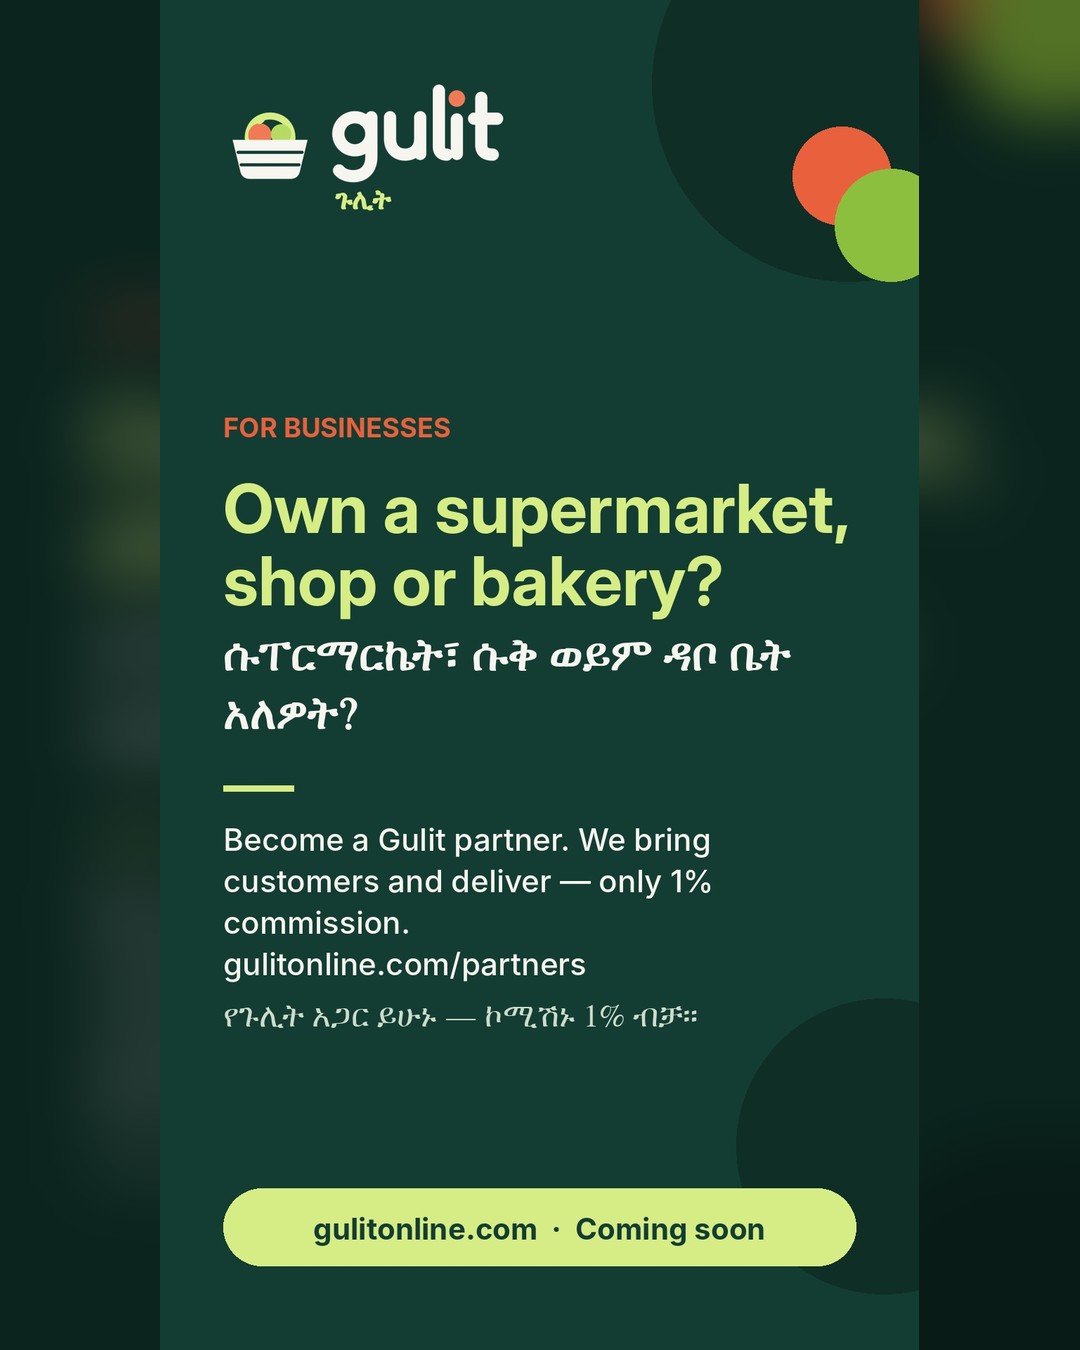 gulit
ጉሊት
FOR BUSINESSES
Own a supermarket,
shop or bakery?
ሱፐርማርኬት፣ ሱቅ ወይም ዳቦ ቤት
አለዎት?
Become a Gulit partner. We bring
customers and deliver — only 1%
commission.
gulitonline.com/partners
የጉሊት አጋር ይሁኑ — ኮሚሽኑ 1% ብቻ።
gulitonline.com · Coming soon